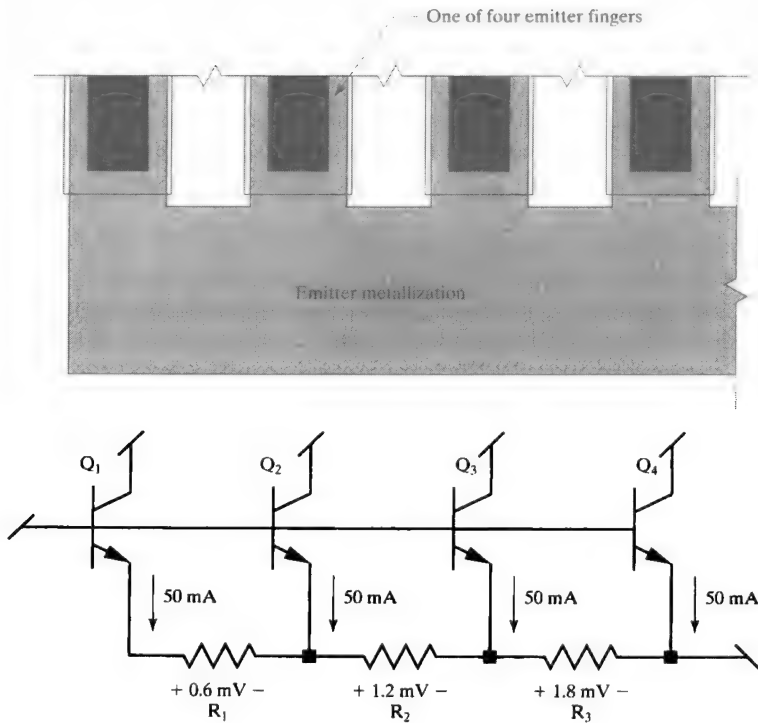 One of four emitter fingers
Emitter metallization
Q₁ Q₂ Q₃ Q₄
50 mA 50 mA 50 mA 50 mA
+ 0.6 mV − + 1.2 mV − + 1.8 mV −
R₁ R₂ R₃